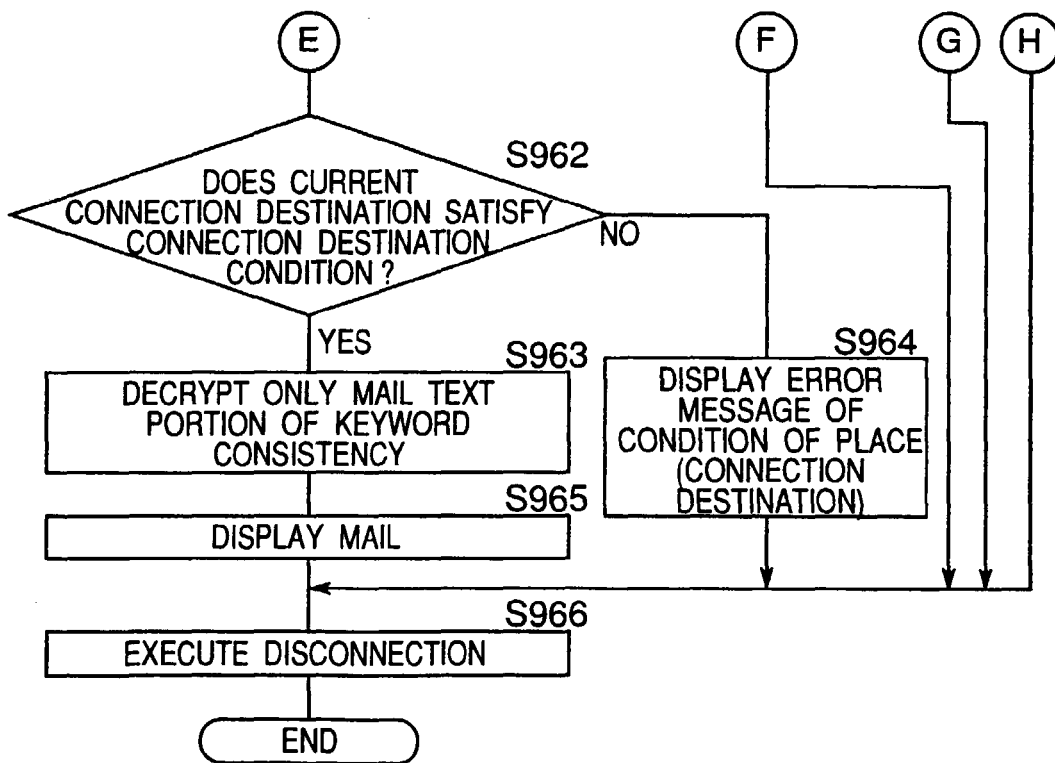 E
F
G
H
S962
DOES CURRENT
CONNECTION DESTINATION SATISFY
CONNECTION DESTINATION
CONDITION ?
NO
YES
S963
DECRYPT ONLY MAIL TEXT
PORTION OF KEYWORD
CONSISTENCY
S964
DISPLAY ERROR
MESSAGE OF
CONDITION OF PLACE
(CONNECTION
DESTINATION)
S965
DISPLAY MAIL
S966
EXECUTE DISCONNECTION
END